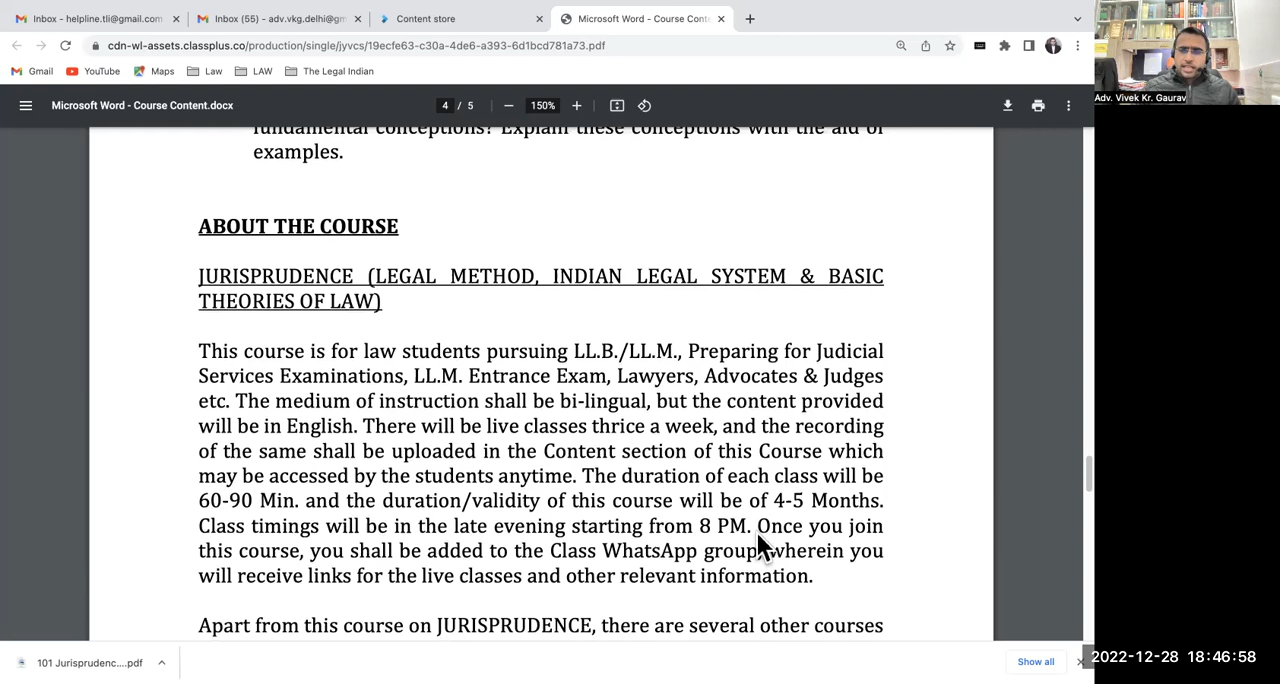 Inbox - helpline.tli@gmail.com
Inbox (55) - adv.vkg.delhi@gm
Content store
Microsoft Word - Course Conte
cdn-wl-assets.classplus.co/production/single/jyvcs/19ecfe63-c30a-4de6-a393-6d1bcd781a73.pdf
Gmail YouTube Maps Law LAW The Legal Indian
Adv. Vivek Kr. Gaurav
Microsoft Word - Course Content.docx 4 / 5 150%
fundamental conceptions? Explain these conceptions with the aid of
examples.
ABOUT THE COURSE
JURISPRUDENCE (LEGAL METHOD, INDIAN LEGAL SYSTEM & BASIC
THEORIES OF LAW)
This course is for law students pursuing LL.B./LL.M., Preparing for Judicial
Services Examinations, LL.M. Entrance Exam, Lawyers, Advocates & Judges
etc. The medium of instruction shall be bi-lingual, but the content provided
will be in English. There will be live classes thrice a week, and the recording
of the same shall be uploaded in the Content section of this Course which
may be accessed by the students anytime. The duration of each class will be
60-90 Min. and the duration/validity of this course will be of 4-5 Months.
Class timings will be in the late evening starting from 8 PM. Once you join
this course, you shall be added to the Class WhatsApp group wherein you
will receive links for the live classes and other relevant information.
Apart from this course on JURISPRUDENCE, there are several other courses
101 Jurisprudenc....pdf
Show all
2022-12-28 18:46:58